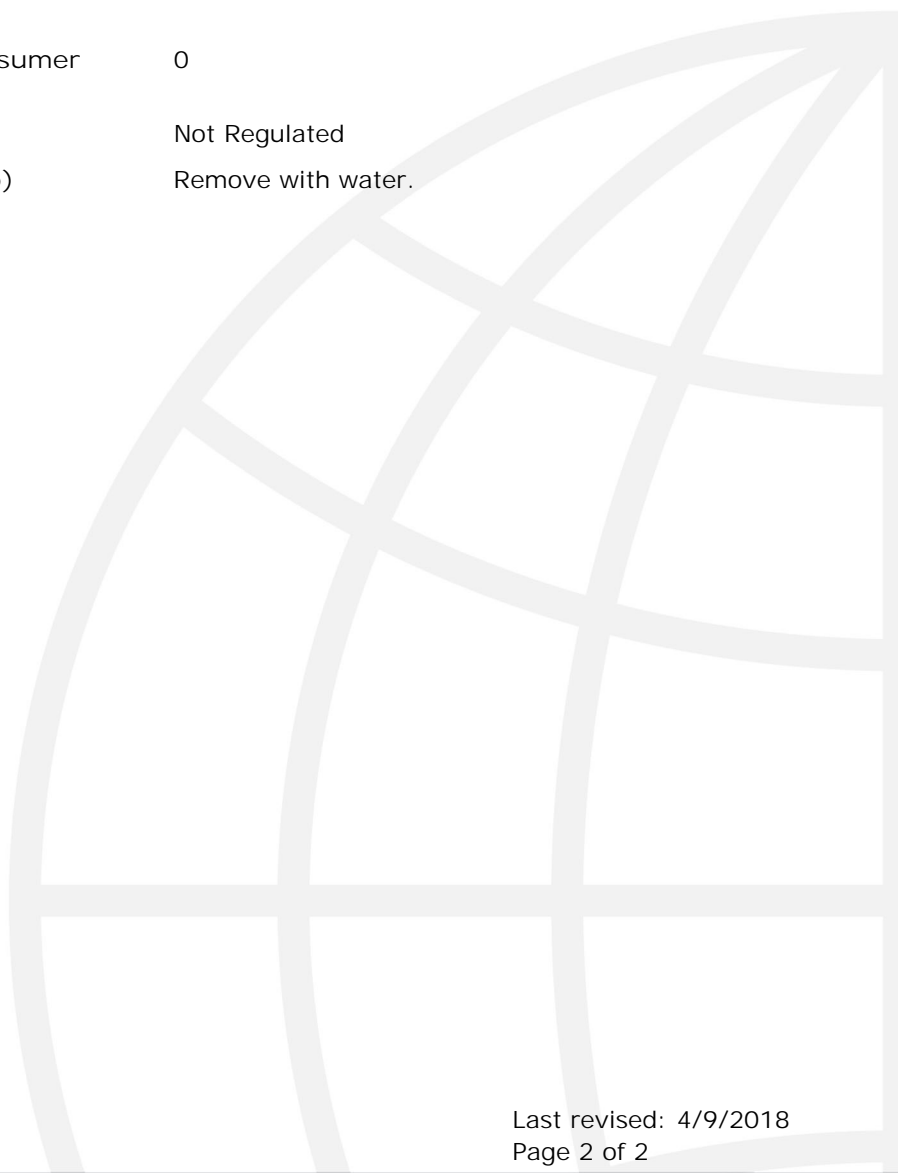 sumer 0
Not Regulated
) Remove with water.
Last revised: 4/9/2018
Page 2 of 2